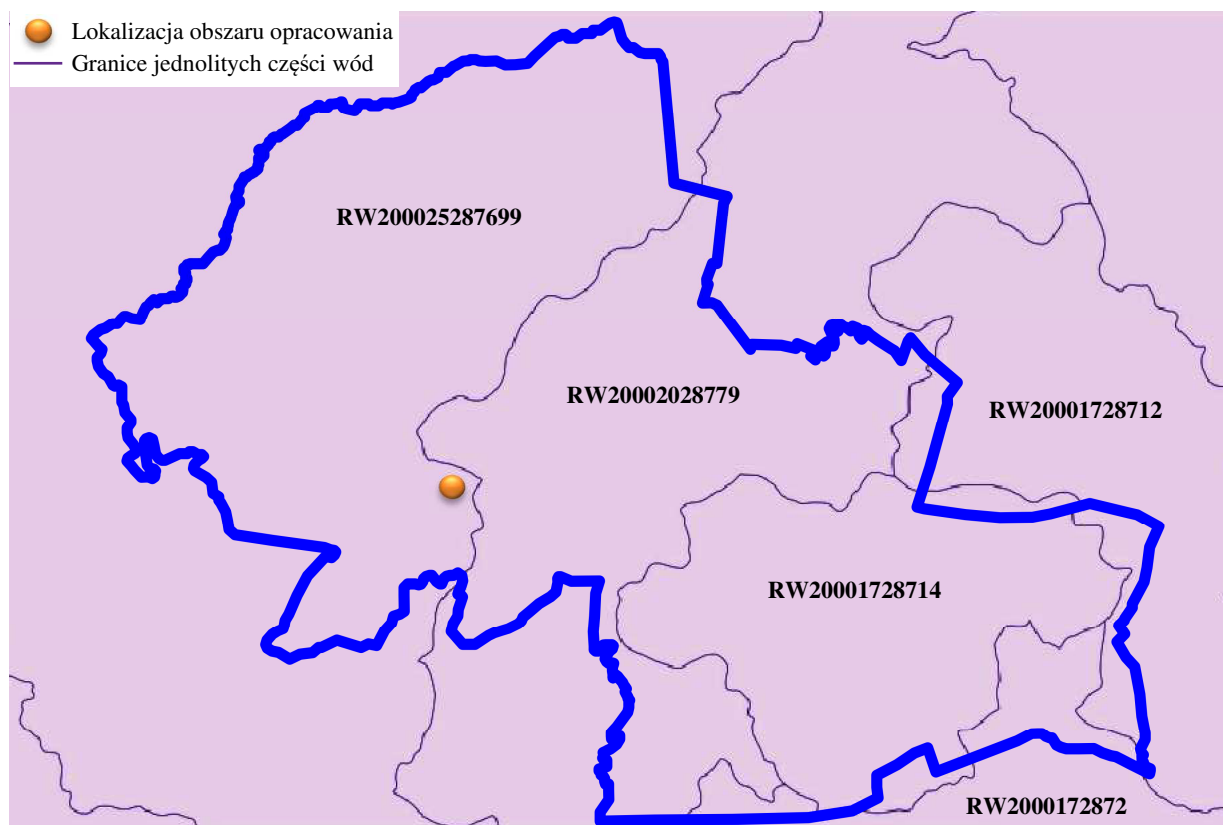 Lokalizacja obszaru opracowania
Granice jednolitych części wód
RW200025287699
RW20002028779
RW20001728712
RW20001728714
RW2000172872